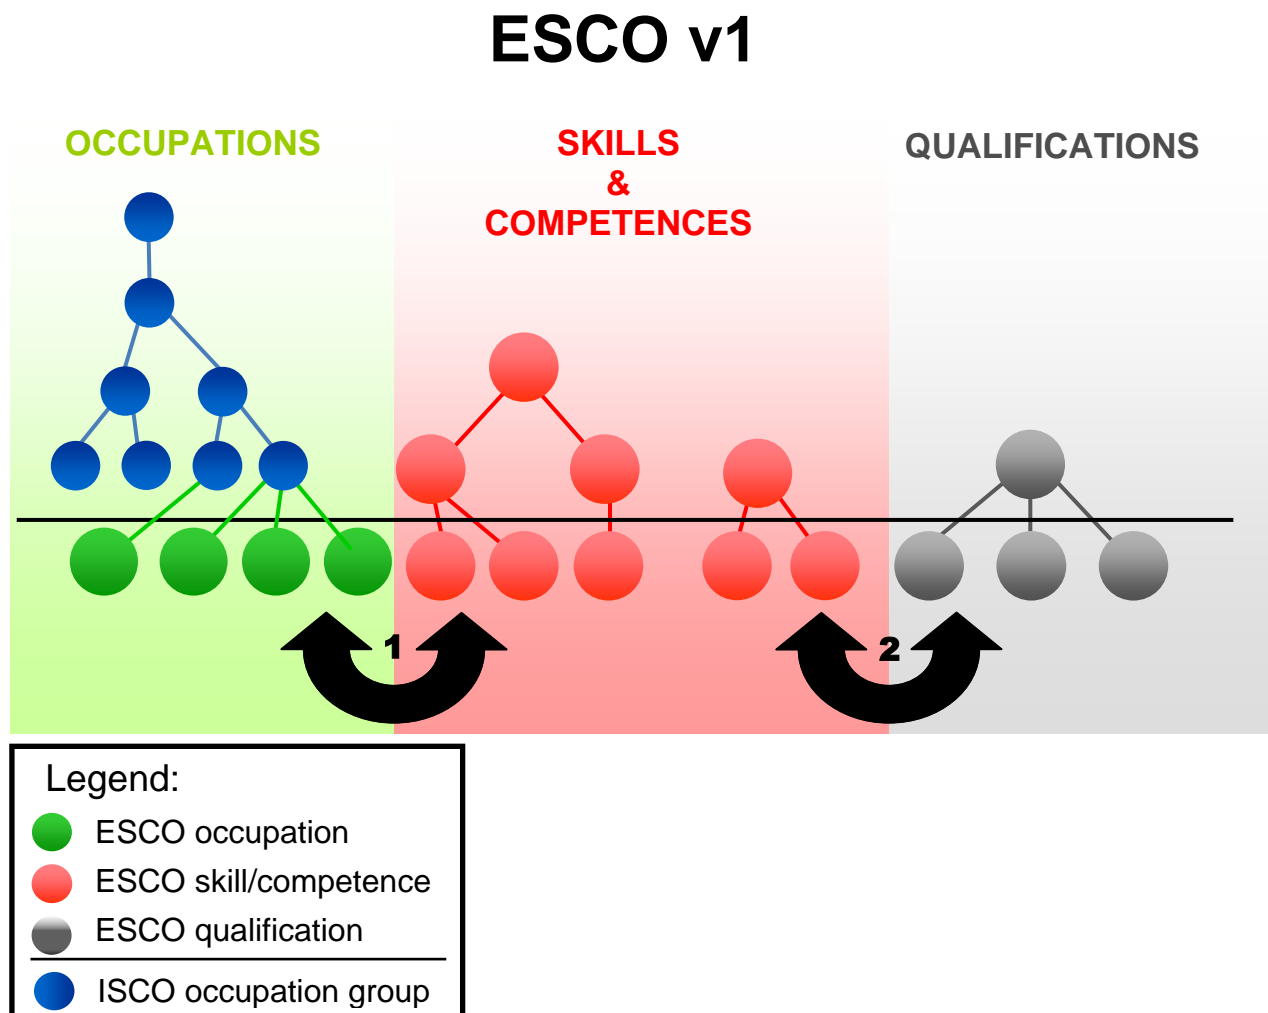 ESCO v1
OCCUPATIONS
SKILLS
&
COMPETENCES
QUALIFICATIONS
1
2
Legend:
ESCO occupation
ESCO skill/competence
ESCO qualification
ISCO occupation group